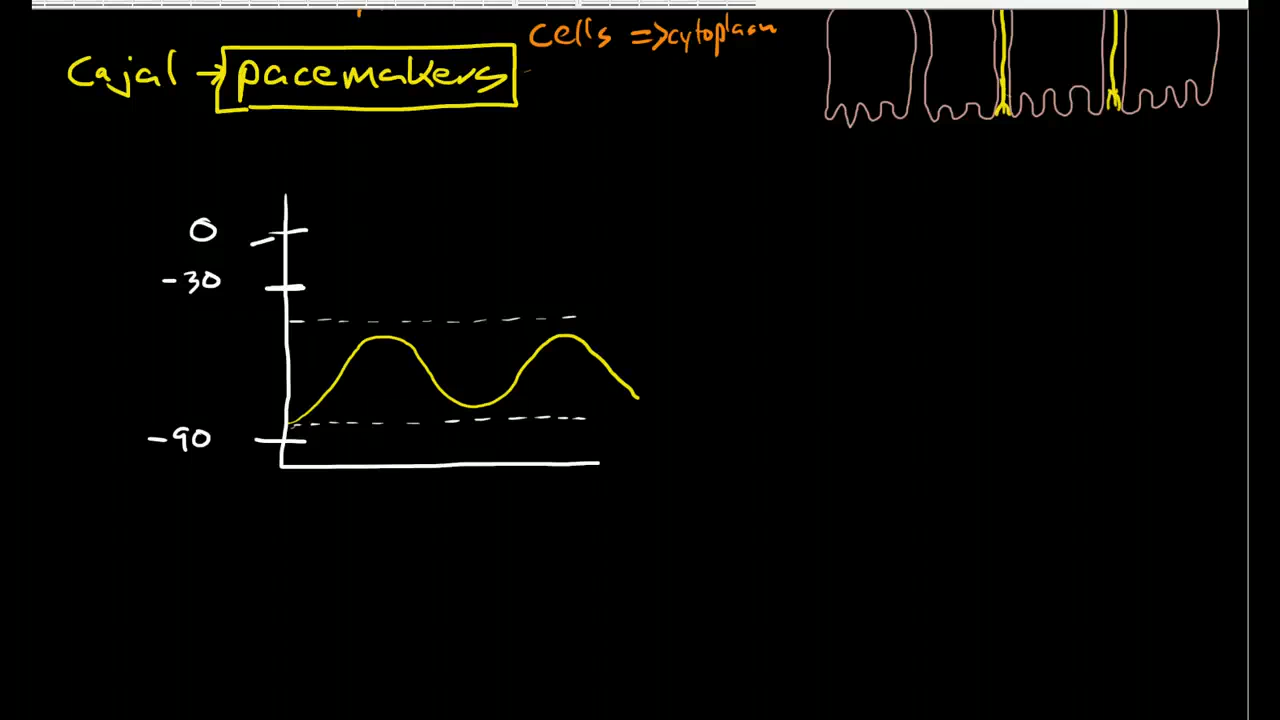 cells => cytoplasm
Cajal → pacemakers
0
-30
-90